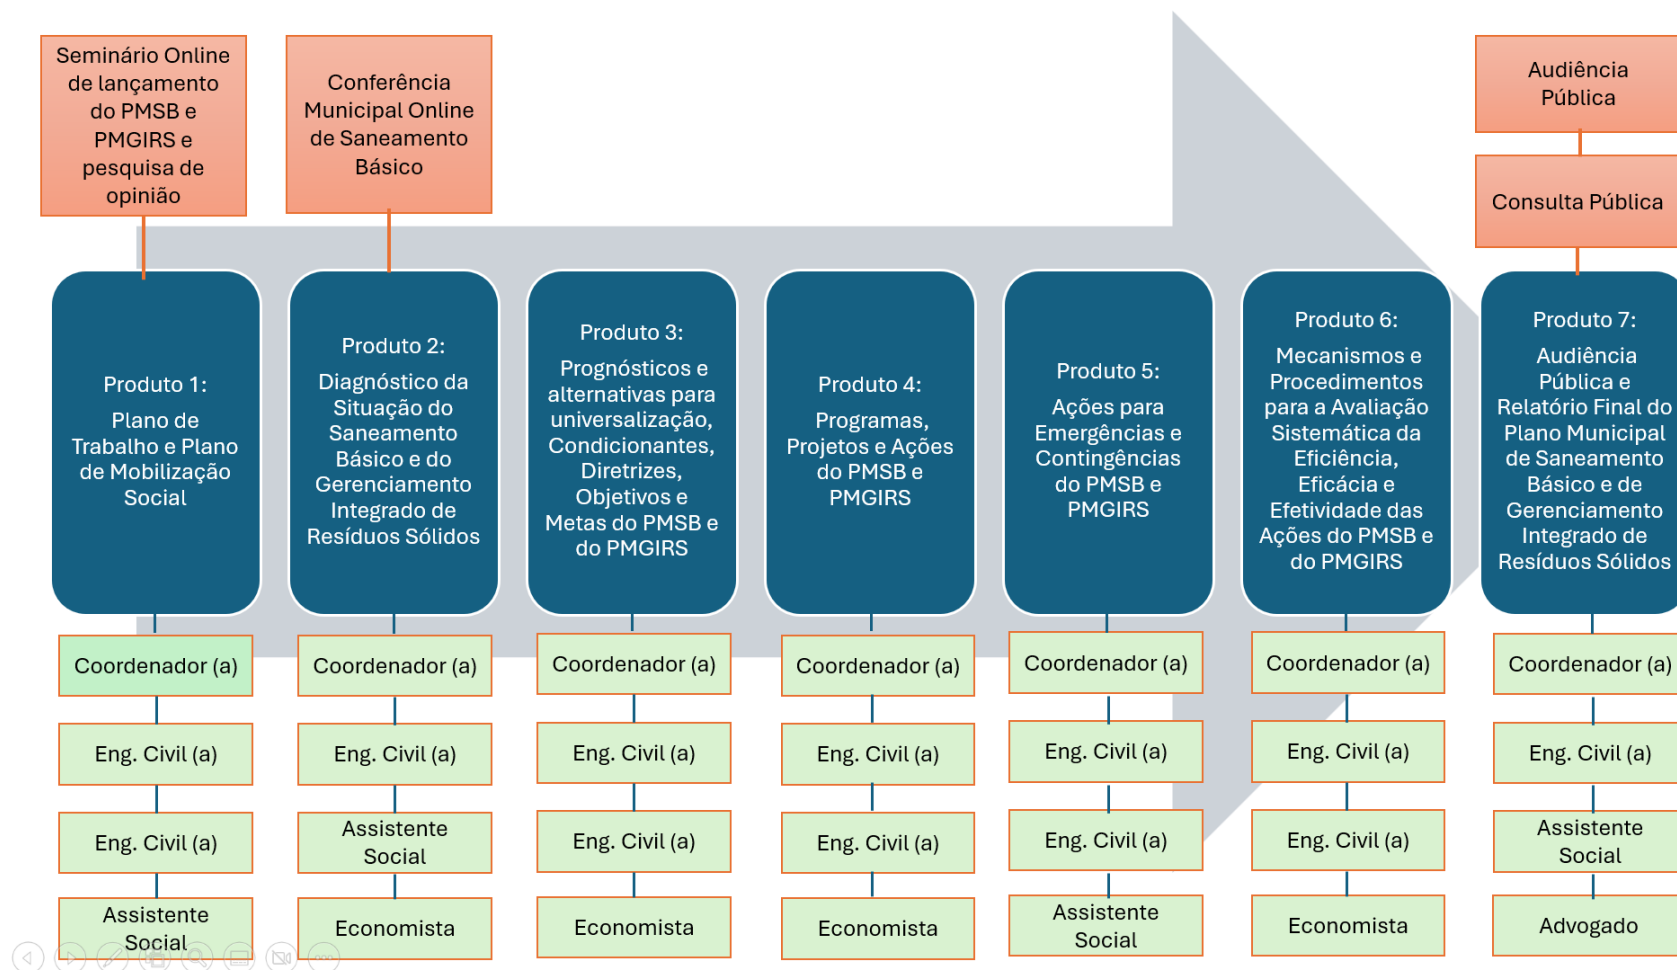 Seminário Online
de lançamento
do PMSB e
PMGIRS e
pesquisa de
opinião
Conferência
Municipal Online
de Saneamento
Básico
Audiência
Pública
Consulta Pública
Produto 1:
Plano de
Trabalho e Plano
de Mobilização
Social
Produto 2:
Diagnóstico da
Situação do
Saneamento
Básico e do
Gerenciamento
Integrado de
Resíduos Sólidos
Produto 3:
Prognósticos e
alternativas para
universalização,
Condicionantes,
Diretrizes,
Objetivos e
Metas do PMSB e
do PMGIRS
Produto 4:
Programas,
Projetos e Ações
do PMSB e
PMGIRS
Produto 5:
Ações para
Emergências e
Contingências
do PMSB e
PMGIRS
Produto 6:
Mecanismos e
Procedimentos
para a Avaliação
Sistemática da
Eficiência,
Eficácia e
Efetividade das
Ações do PMSB e
do PMGIRS
Produto 7:
Audiência
Pública e
Relatório Final do
Plano Municipal
de Saneamento
Básico e de
Gerenciamento
Integrado de
Resíduos Sólidos
Coordenador (a)
Eng. Civil (a)
Eng. Civil (a)
Assistente
Social
Coordenador (a)
Eng. Civil (a)
Assistente
Social
Economista
Coordenador (a)
Eng. Civil (a)
Eng. Civil (a)
Economista
Coordenador (a)
Eng. Civil (a)
Eng. Civil (a)
Economista
Coordenador (a)
Eng. Civil (a)
Eng. Civil (a)
Assistente
Social
Coordenador (a)
Eng. Civil (a)
Eng. Civil (a)
Economista
Coordenador (a)
Eng. Civil (a)
Assistente
Social
Advogado